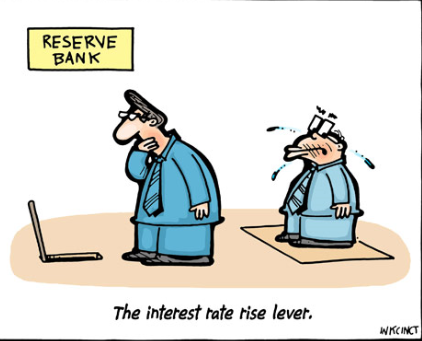 RESERVE
BANK
The interest rate rise lever.